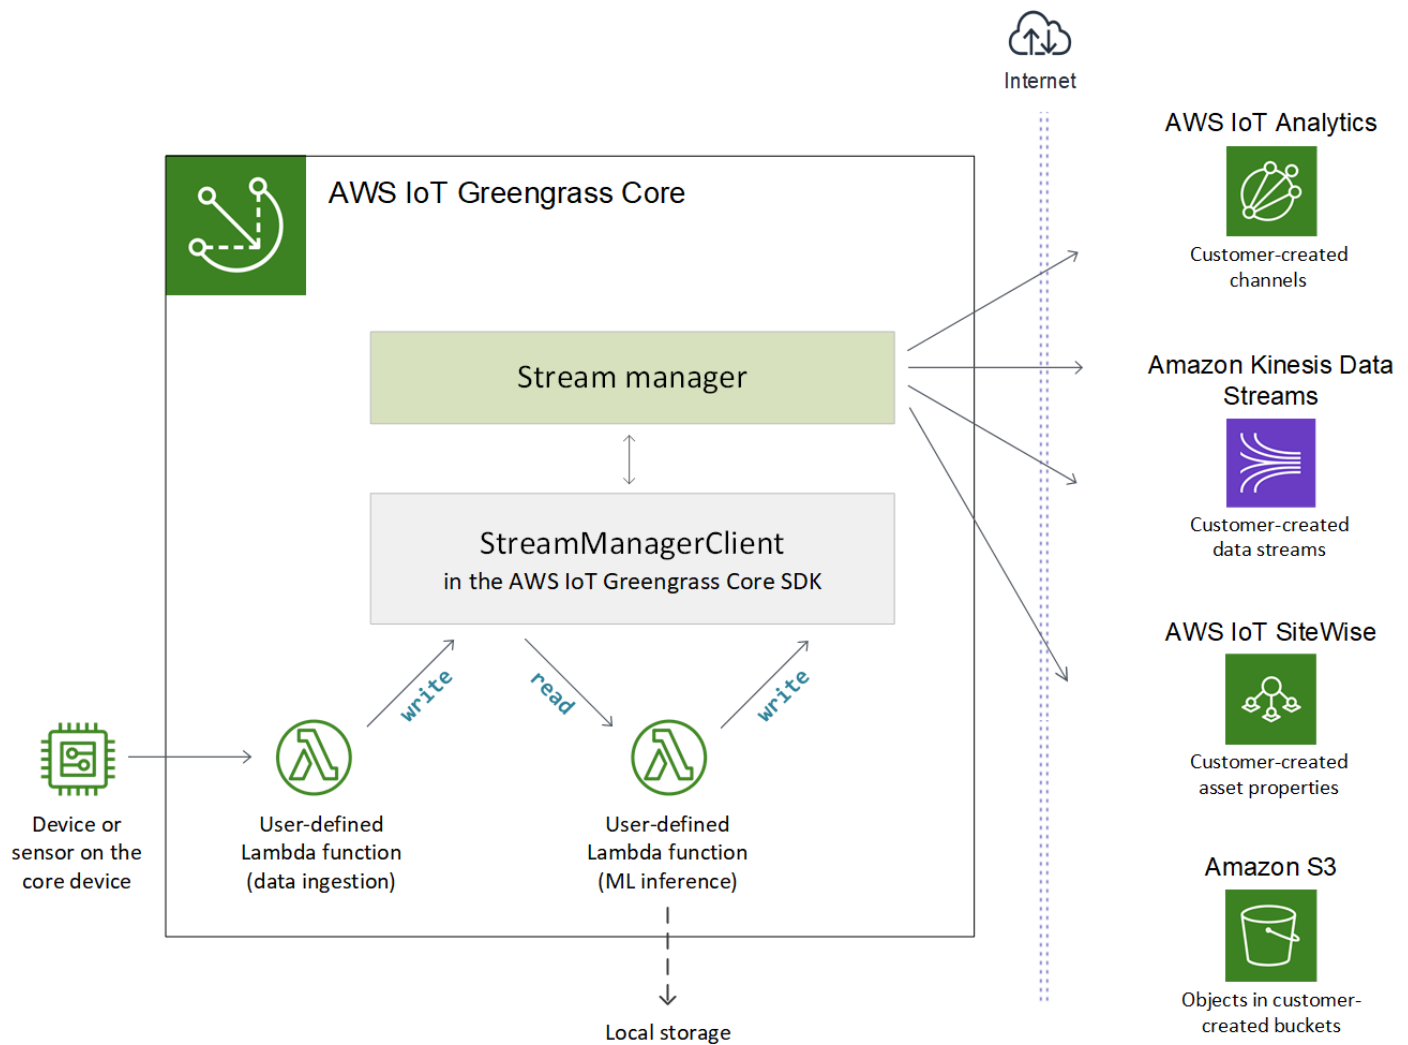 Internet
AWS IoT Analytics
Customer-created
channels
AWS IoT Greengrass Core
Stream manager
Amazon Kinesis Data
Streams
Customer-created
data streams
StreamManagerClient
in the AWS IoT Greengrass Core SDK
write
read
write
AWS IoT SiteWise
Customer-created
asset properties
Device or
sensor on the
core device
User-defined
Lambda function
(data ingestion)
User-defined
Lambda function
(ML inference)
Amazon S3
Objects in customer-
created buckets
Local storage